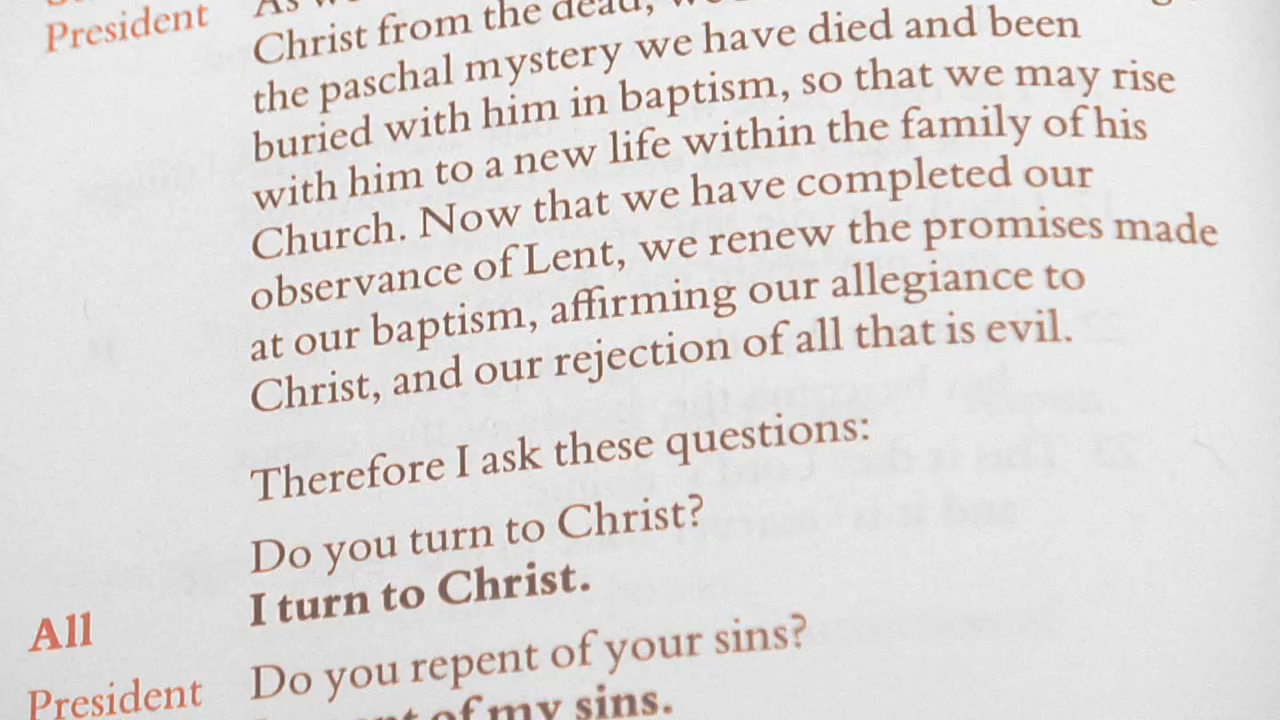 President
As
Christ from the dead,
the paschal mystery we have died and been
buried with him in baptism, so that we may rise
with him to a new life within the family of his
Church. Now that we have completed our
observance of Lent, we renew the promises made
at our baptism, affirming our allegiance to
Christ, and our rejection of all that is evil.
Therefore I ask these questions:
Do you turn to Christ?
All I turn to Christ.
President Do you repent of your sins?
of my sins.